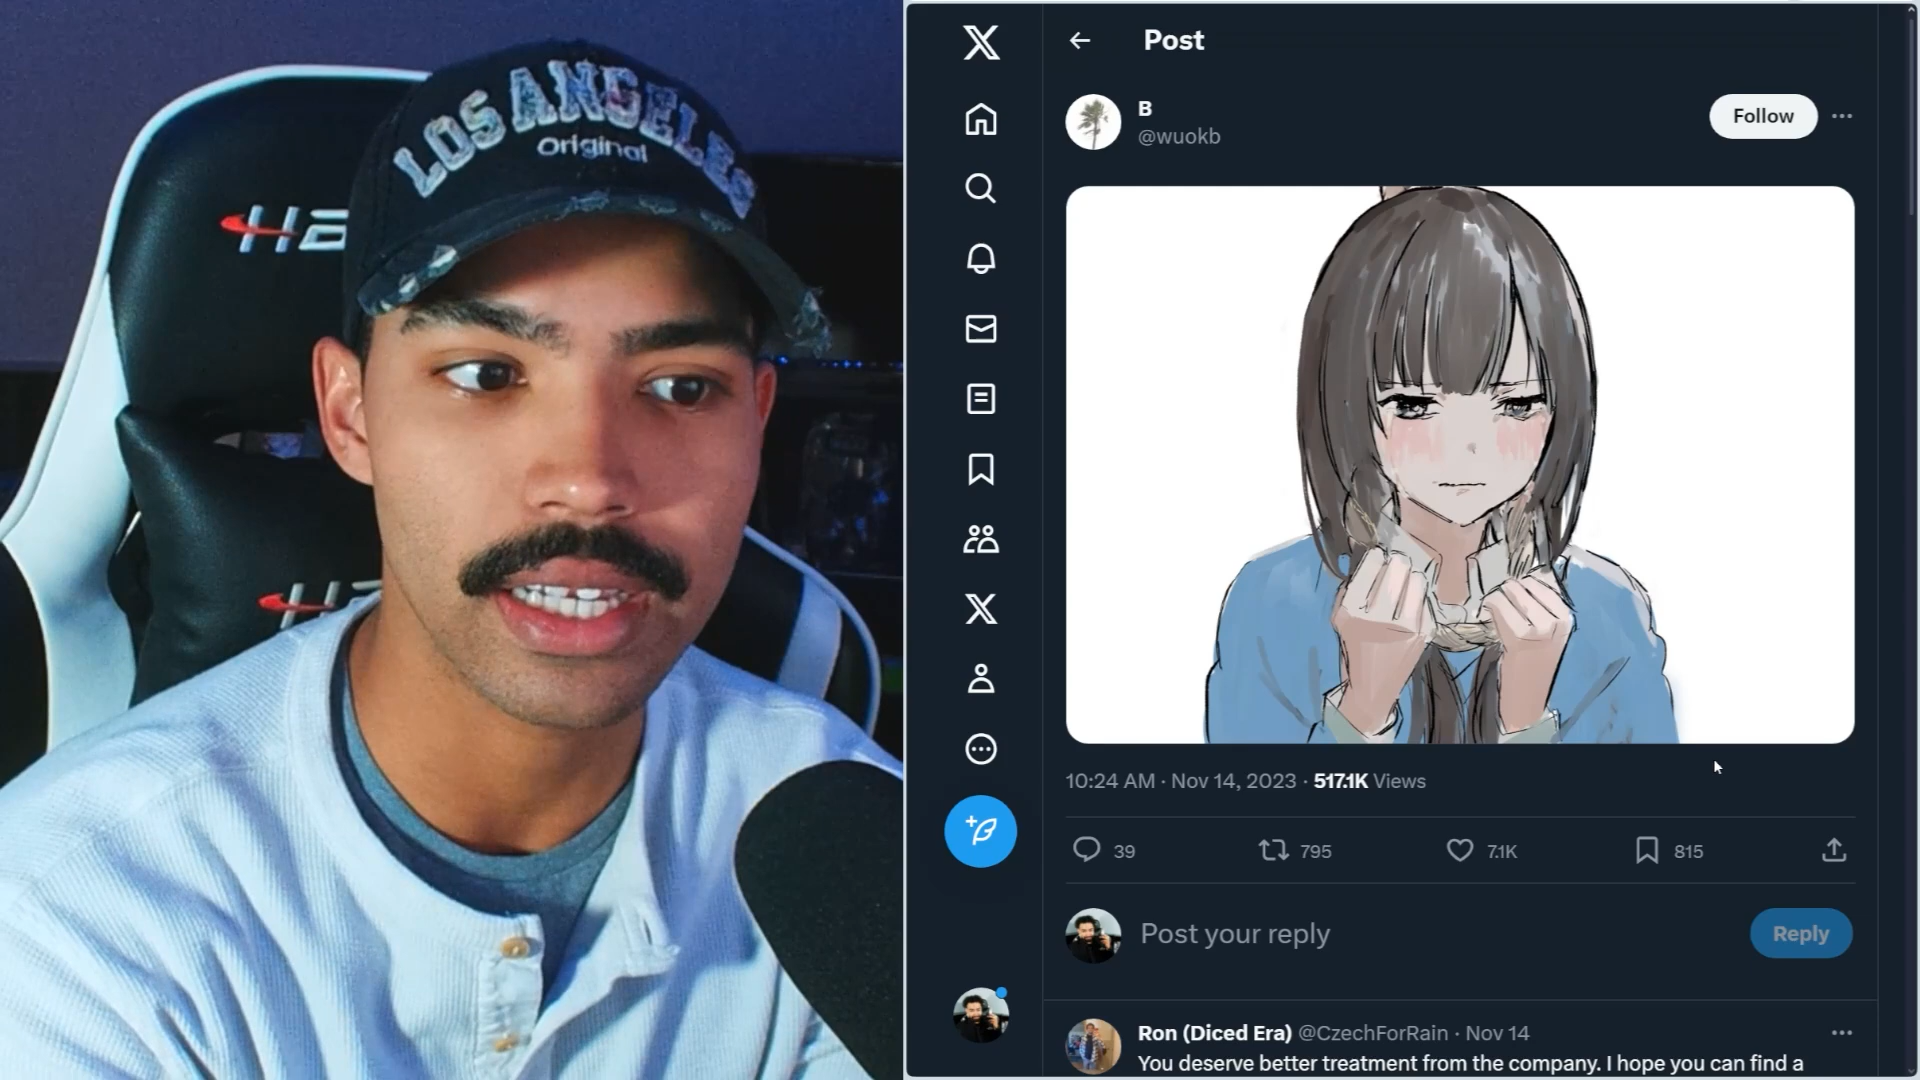 LOS ANGELES
Original
Post
B
@wuokb
Follow
10:24 AM · Nov 14, 2023 · 517.1K Views
39
795
7.1K
815
Post your reply
Reply
Ron (Diced Era) @CzechForRain · Nov 14
You deserve better treatment from the company. I hope you can find a